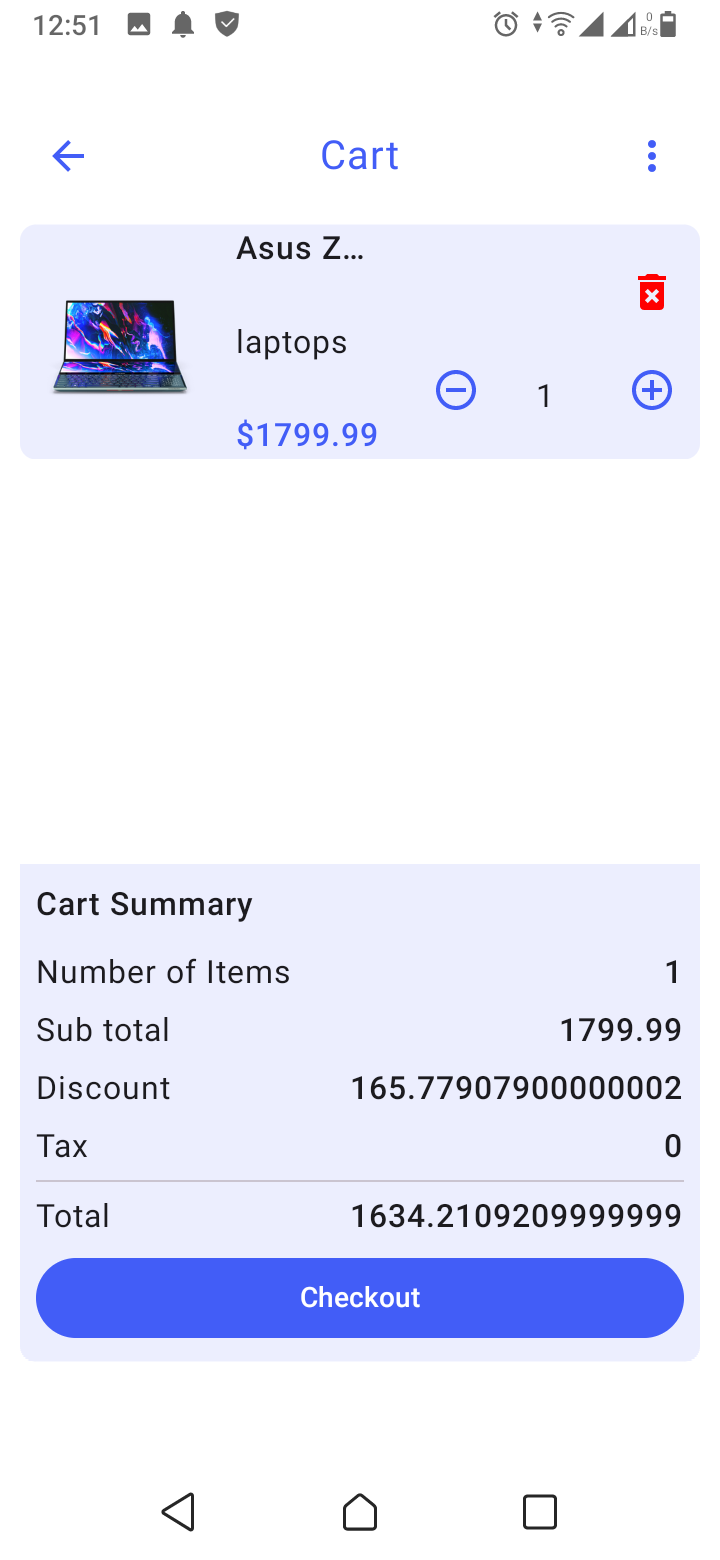 12:51
0
B/s
Cart
Asus Z...
laptops
1
$1799.99
Cart Summary
Number of Items 1
Sub total 1799.99
Discount 165.77907900000002
Tax 0
Total 1634.2109209999999
Checkout